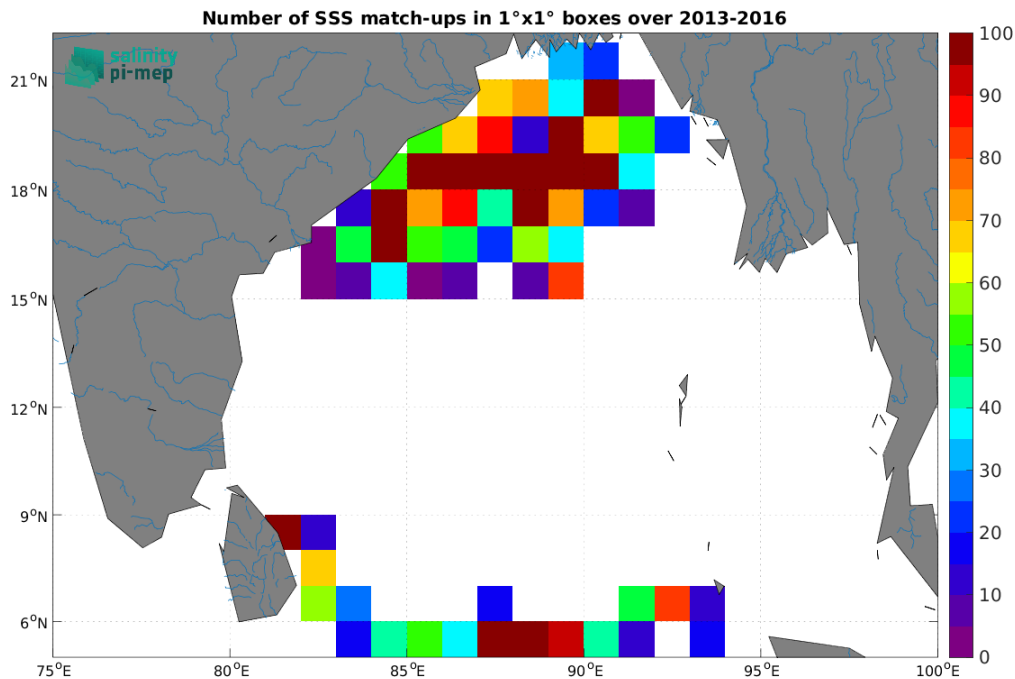 Number of SSS match-ups in 1°x1° boxes over 2013-2016
salinity
pi-mep
21°N
18°N
15°N
12°N
9°N
6°N
75°E 80°E 85°E 90°E 95°E 100°E
100
90
80
70
60
50
40
30
20
10
0